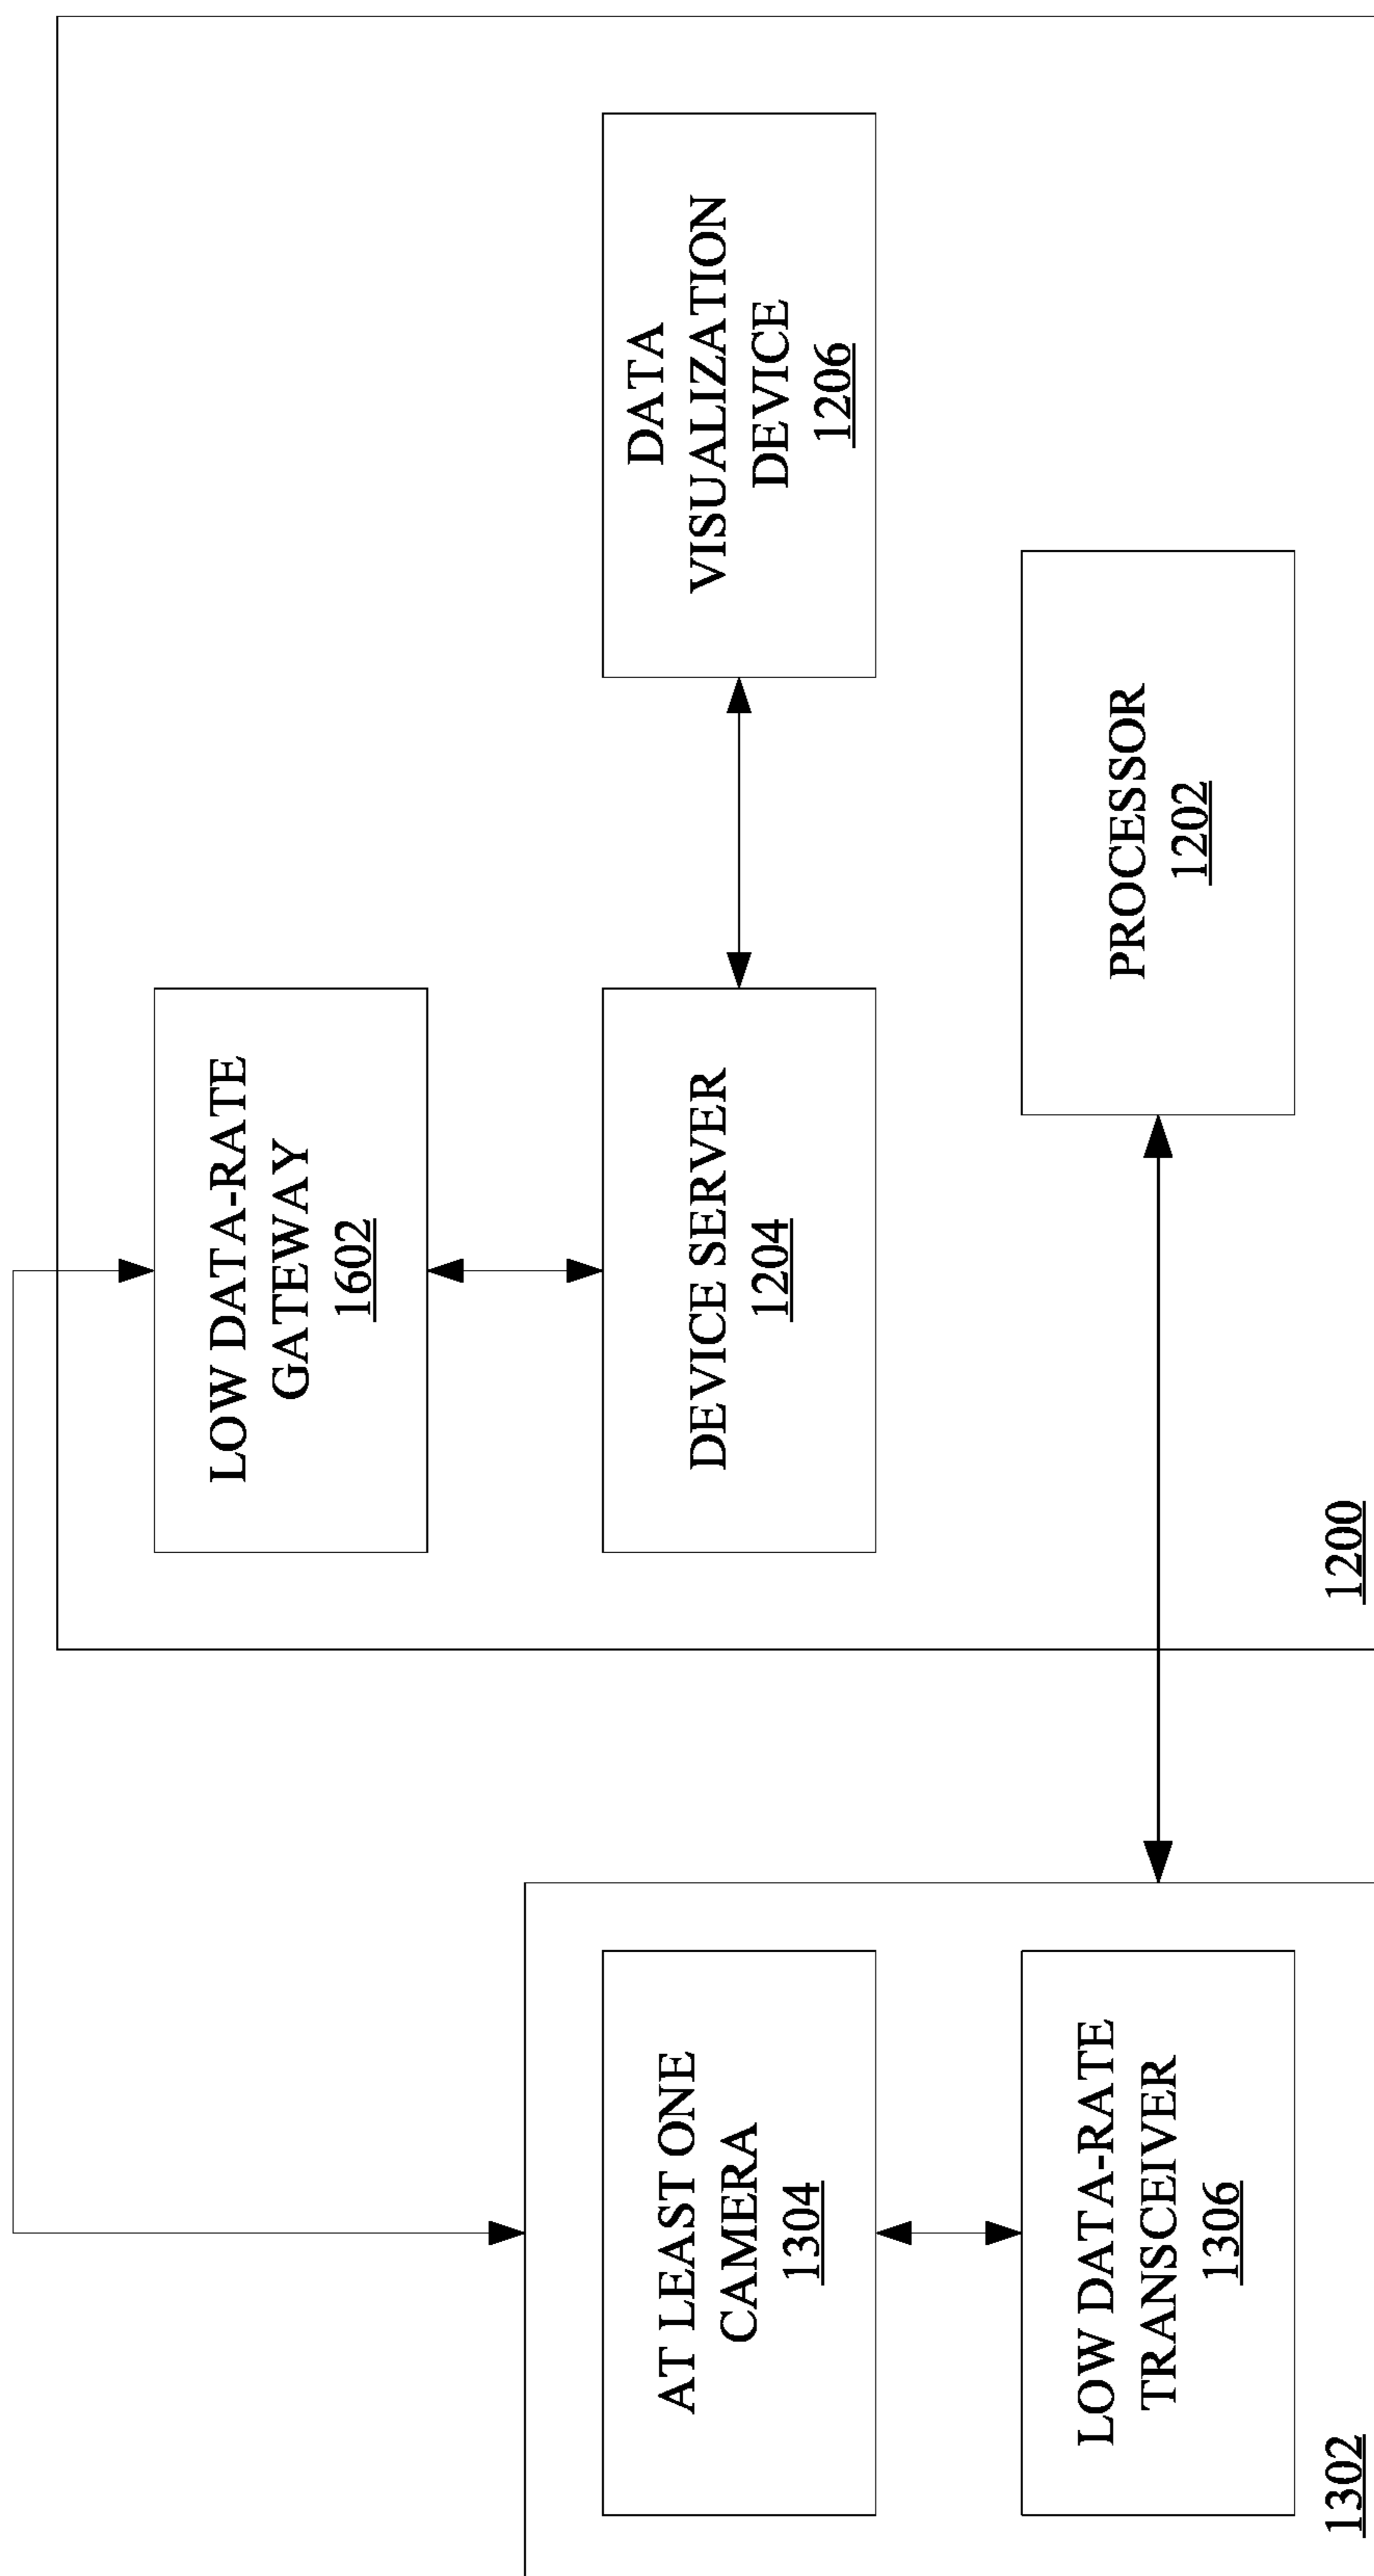 LOW DATA-RATE
GATEWAY
1602
DEVICE SERVER
1204
DATA
VISUALIZATION
DEVICE
1206
PROCESSOR
1202
1200
AT LEAST ONE
CAMERA
1304
LOW DATA-RATE
TRANSCEIVER
1306
1302